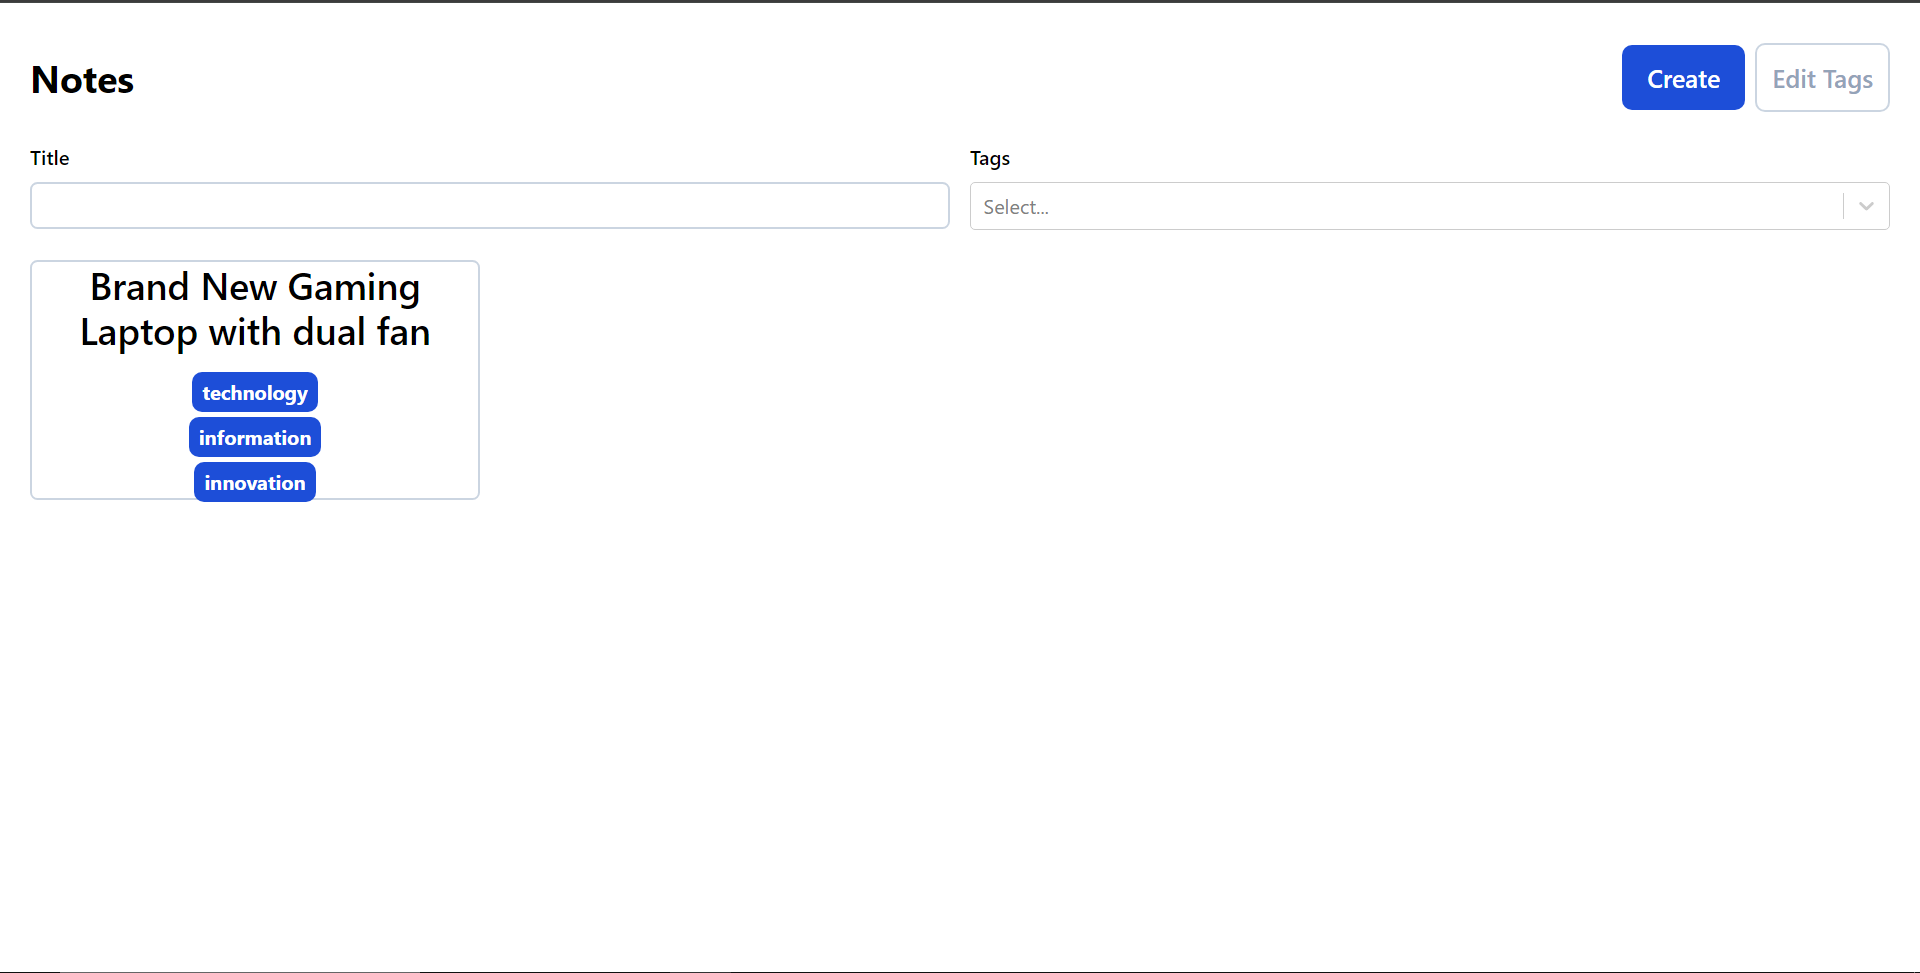 Notes
Create
Edit Tags
Title
Tags
Select...
Brand New Gaming
Laptop with dual fan
technology
information
innovation